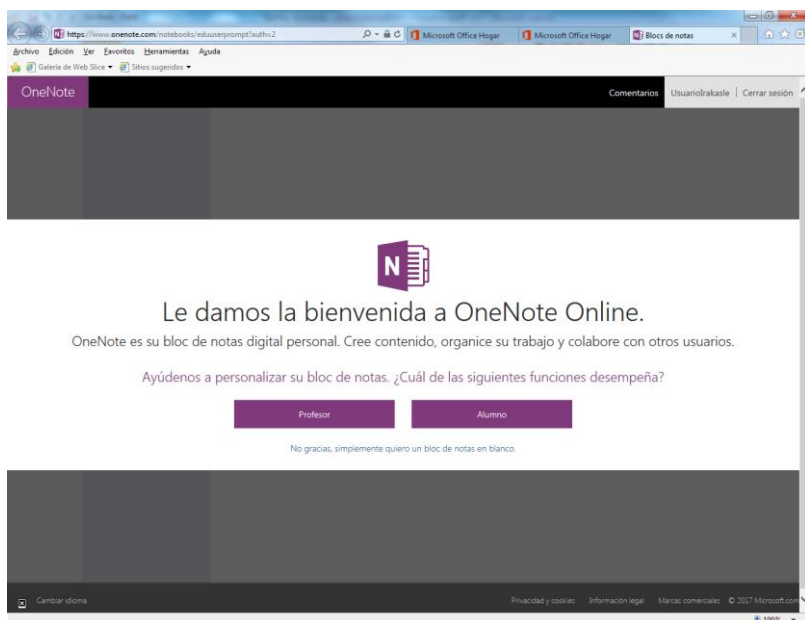 https://www.onenote.com/notebooks/eduuserprompt?auth=2
Microsoft Office Hogar
Microsoft Office Hogar
Blocs de notas
Archivo Edición Ver Favoritos Herramientas Ayuda
Galería de Web Slice Sitios sugeridos
OneNote
Comentarios
UsuarioIrakasle | Cerrar sesión
N
Le damos la bienvenida a OneNote Online.
OneNote es su bloc de notas digital personal. Cree contenido, organice su trabajo y colabore con otros usuarios.
Ayúdenos a personalizar su bloc de notas. ¿Cuál de las siguientes funciones desempeña?
Profesor
Alumno
No gracias, simplemente quiero un bloc de notas en blanco.
Cambiar idioma
Privacidad y cookies Información legal Marcas comerciales © 2017 Microsoft.com
100%